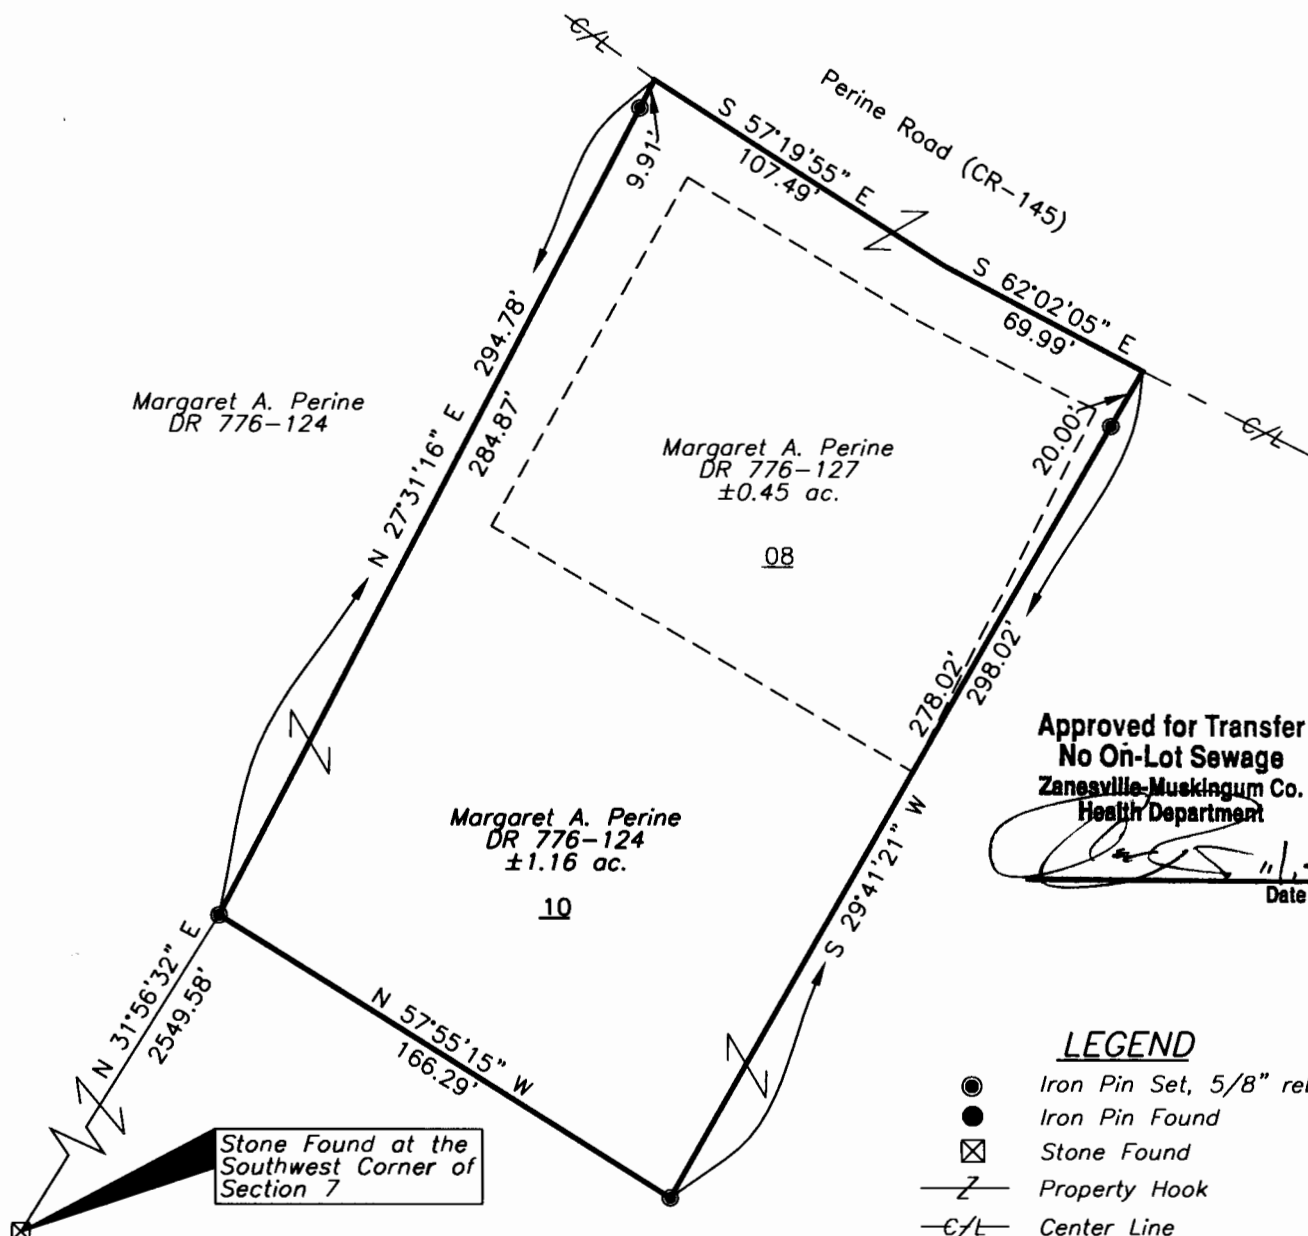 C/L
Perine Road (CR-145)
S 57°19'55" E
107.49'
9.91'
S 62°02'05" E
69.99'
C/L
294.78'
N 27°31'16" E
284.87'
Margaret A. Perine
DR 776-124
Margaret A. Perine
DR 776-127
±0.45 ac.
08
20.00'
278.02'
298.02'
S 29°41'21" W
Approved for Transfer
No On-Lot Sewage
Zanesville-Muskingum Co.
Health Department
Date
Margaret A. Perine
DR 776-124
±1.16 ac.
10
N 31°56'32" E
2549.58'
N 57°55'15" W
166.29'
Stone Found at the
Southwest Corner of
Section 7
LEGEND
Iron Pin Set, 5/8"
Iron Pin Found
Stone Found
Z Property Hook
C/L Center Line